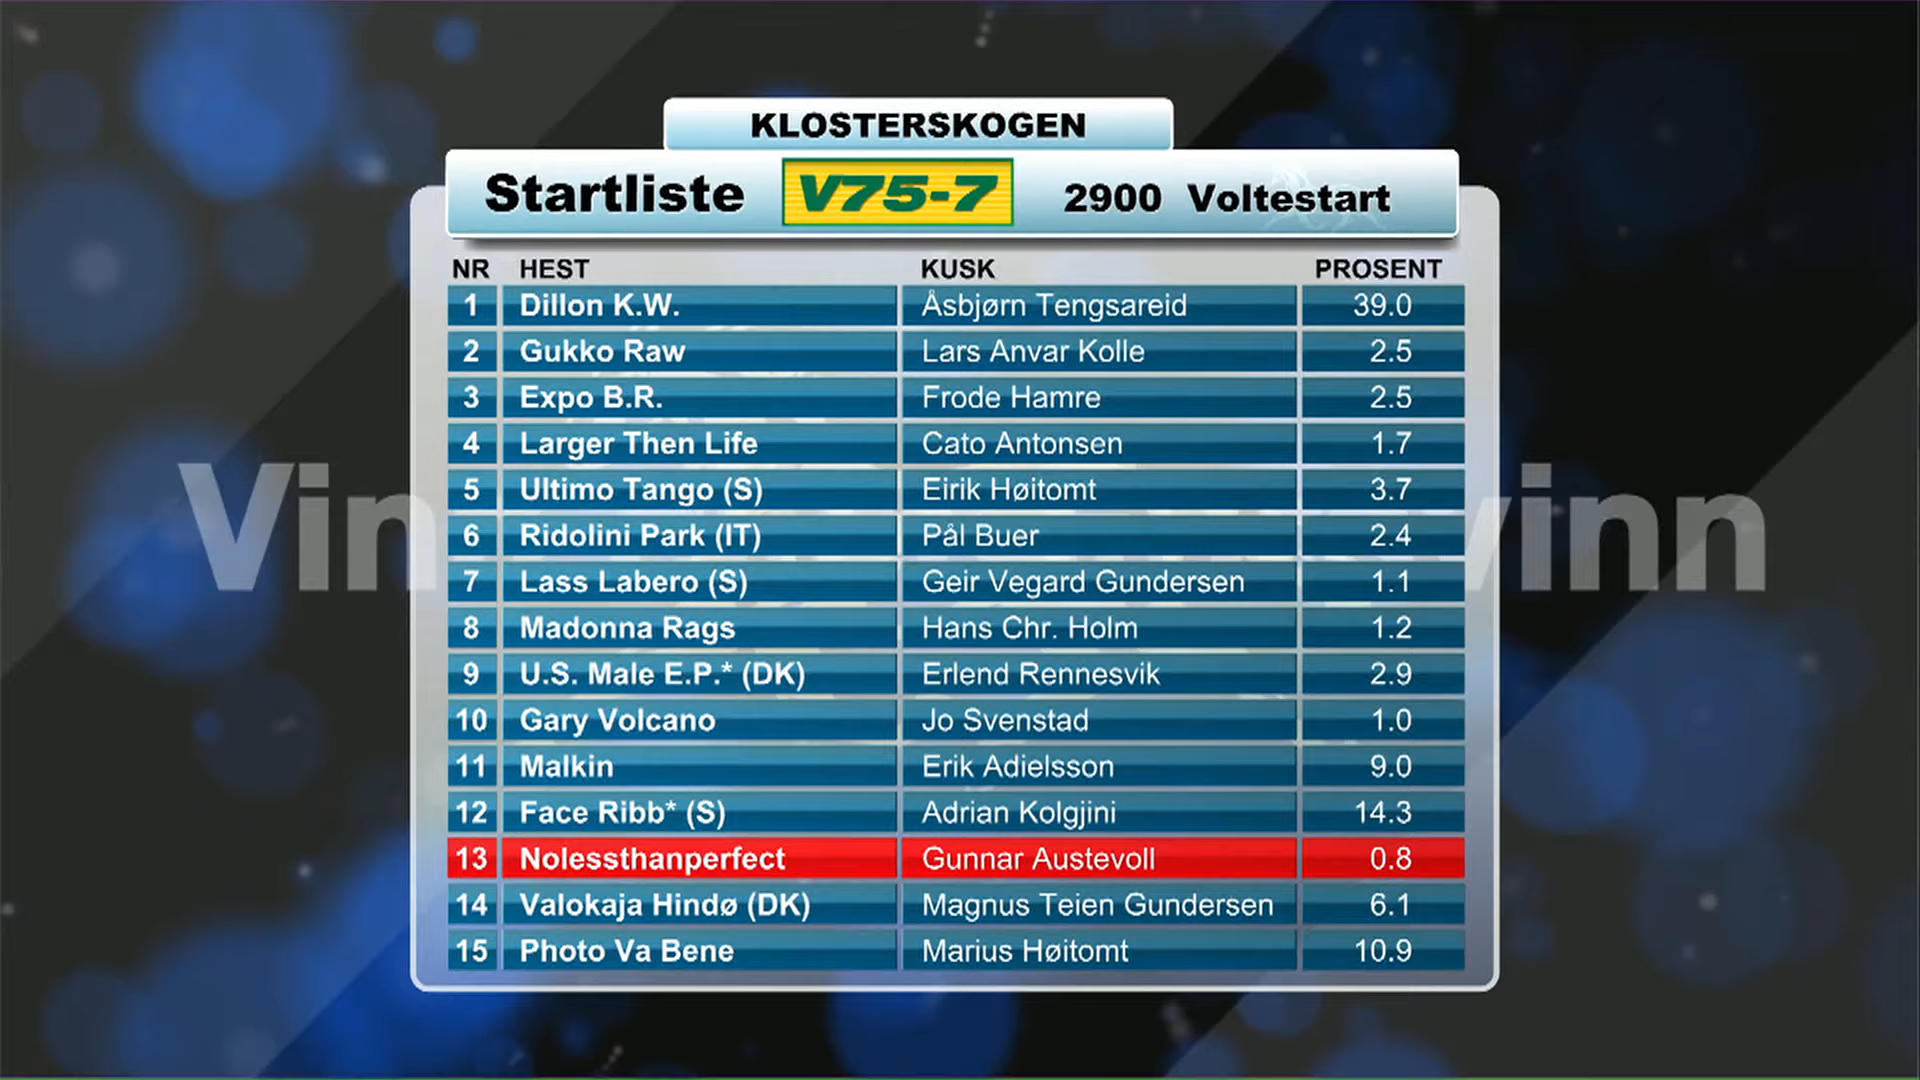 KLOSTERSKOGEN
Startliste V75-7 2900 Voltestart
NR HEST KUSK PROSENT
1 Dillon K.W. Åsbjørn Tengsareid 39.0
2 Gukko Raw Lars Anvar Kolle 2.5
3 Expo B.R. Frode Hamre 2.5
4 Larger Then Life Cato Antonsen 1.7
5 Ultimo Tango (S) Eirik Høitomt 3.7
6 Ridolini Park (IT) Pål Buer 2.4
7 Lass Labero (S) Geir Vegard Gundersen 1.1
8 Madonna Rags Hans Chr. Holm 1.2
9 U.S. Male E.P.* (DK) Erlend Rennesvik 2.9
10 Gary Volcano Jo Svenstad 1.0
11 Malkin Erik Adielsson 9.0
12 Face Ribb* (S) Adrian Kolgjini 14.3
13 Nolessthanperfect Gunnar Austevoll 0.8
14 Valokaja Hindø (DK) Magnus Teien Gundersen 6.1
15 Photo Va Bene Marius Høitomt 10.9